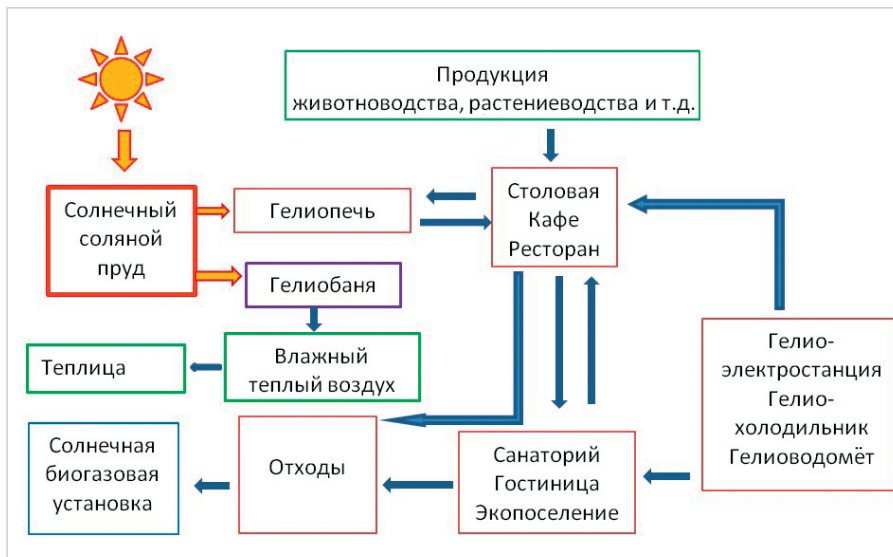 Продукция
животноводства, растениеводства и т.д.
Солнечный
соляной
пруд
Гелиопечь
Столовая
Кафе
Ресторан
Гелиобаня
Теплица
Влажный
теплый воздух
Гелио-
электростанция
Гелио-
холодильник
Гелиоводомёт
Солнечная
биогазовая
установка
Отходы
Санаторий
Гостиница
Экопоселение